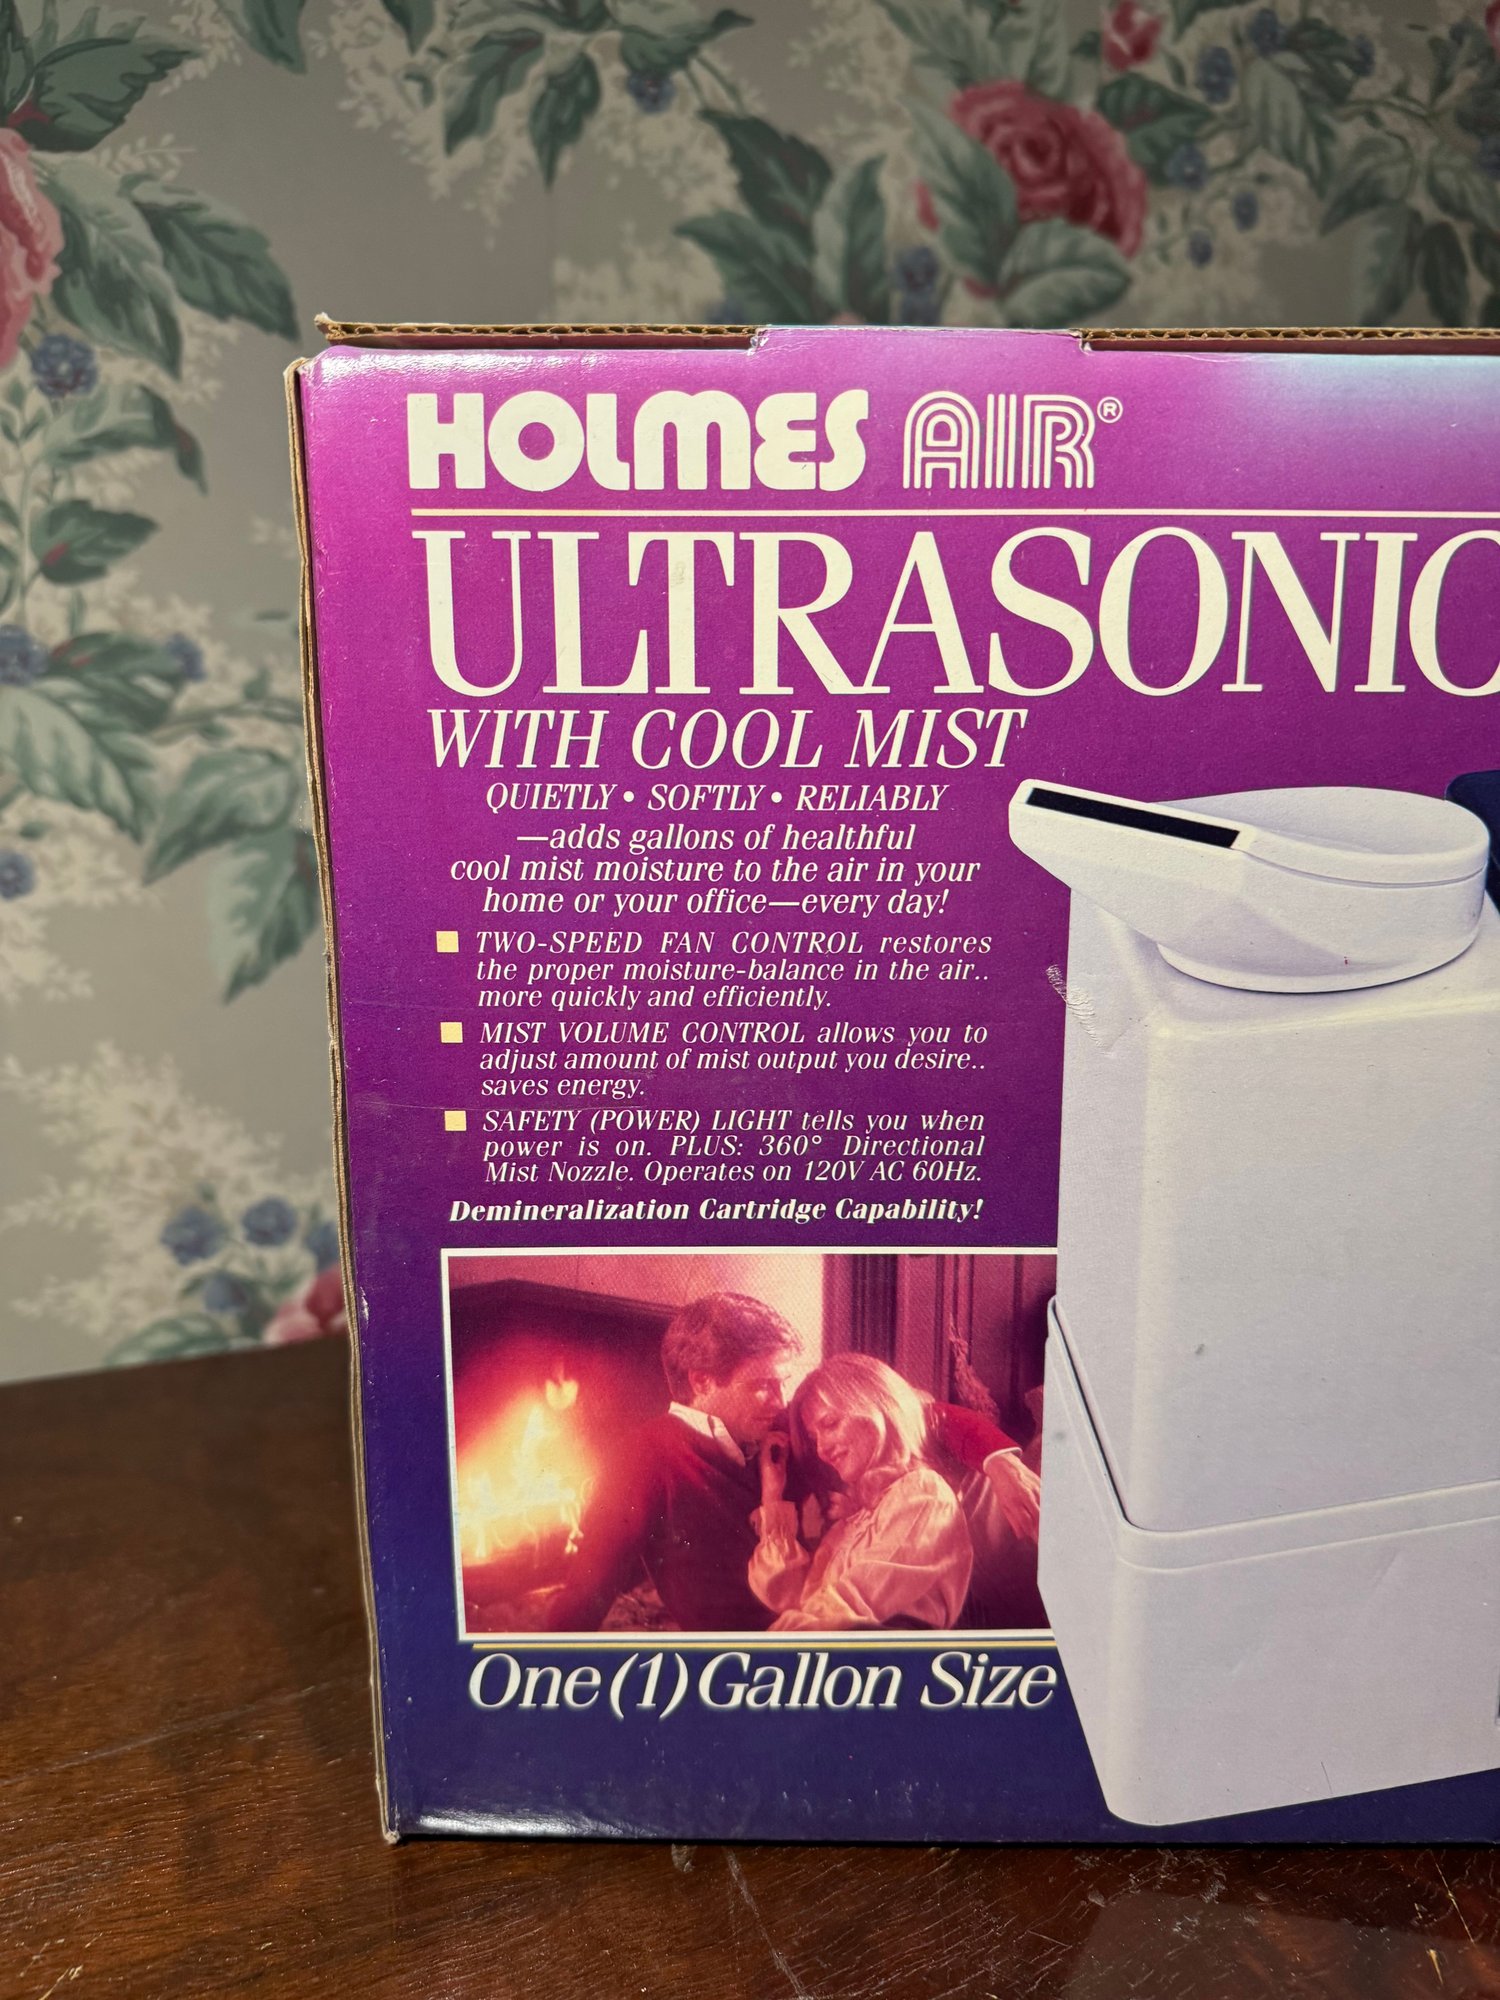 HOLMES AIR®
ULTRASONIC
WITH COOL MIST
QUIETLY • SOFTLY • RELIABLY
—adds gallons of healthful
cool mist moisture to the air in your
home or your office—every day!
TWO-SPEED FAN CONTROL restores
the proper moisture-balance in the air..
more quickly and efficiently.
MIST VOLUME CONTROL allows you to
adjust amount of mist output you desire..
saves energy.
SAFETY (POWER) LIGHT tells you when
power is on. PLUS: 360° Directional
Mist Nozzle. Operates on 120V AC 60Hz.
Demineralization Cartridge Capability!
One (1) Gallon Size